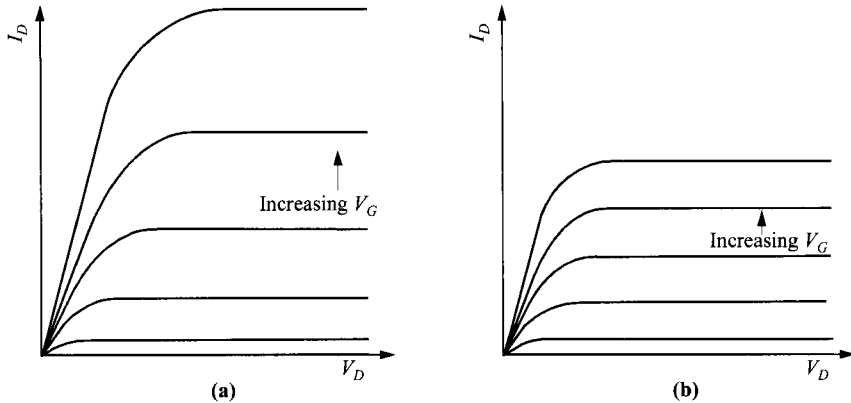 I_D
Increasing V_G
V_D
(a)
I_D
Increasing V_G
V_D
(b)